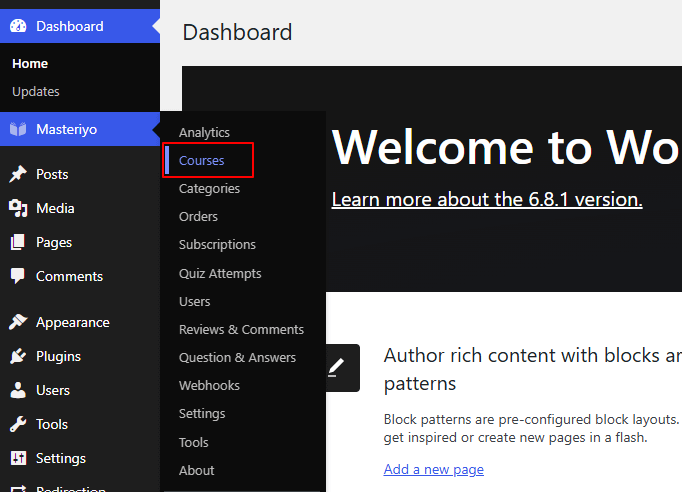 Dashboard
Home
Updates
Masteriyo
Posts
Media
Pages
Comments
Appearance
Plugins
Users
Tools
Settings
Redirection
Analytics
Courses
Categories
Orders
Subscriptions
Quiz Attempts
Users
Reviews & Comments
Question & Answers
Webhooks
Settings
Tools
About
Dashboard
Welcome to Wo
Learn more about the 6.8.1 version.
Author rich content with blocks an
patterns
Block patterns are pre-configured block layouts.
get inspired or create new pages in a flash.
Add a new page